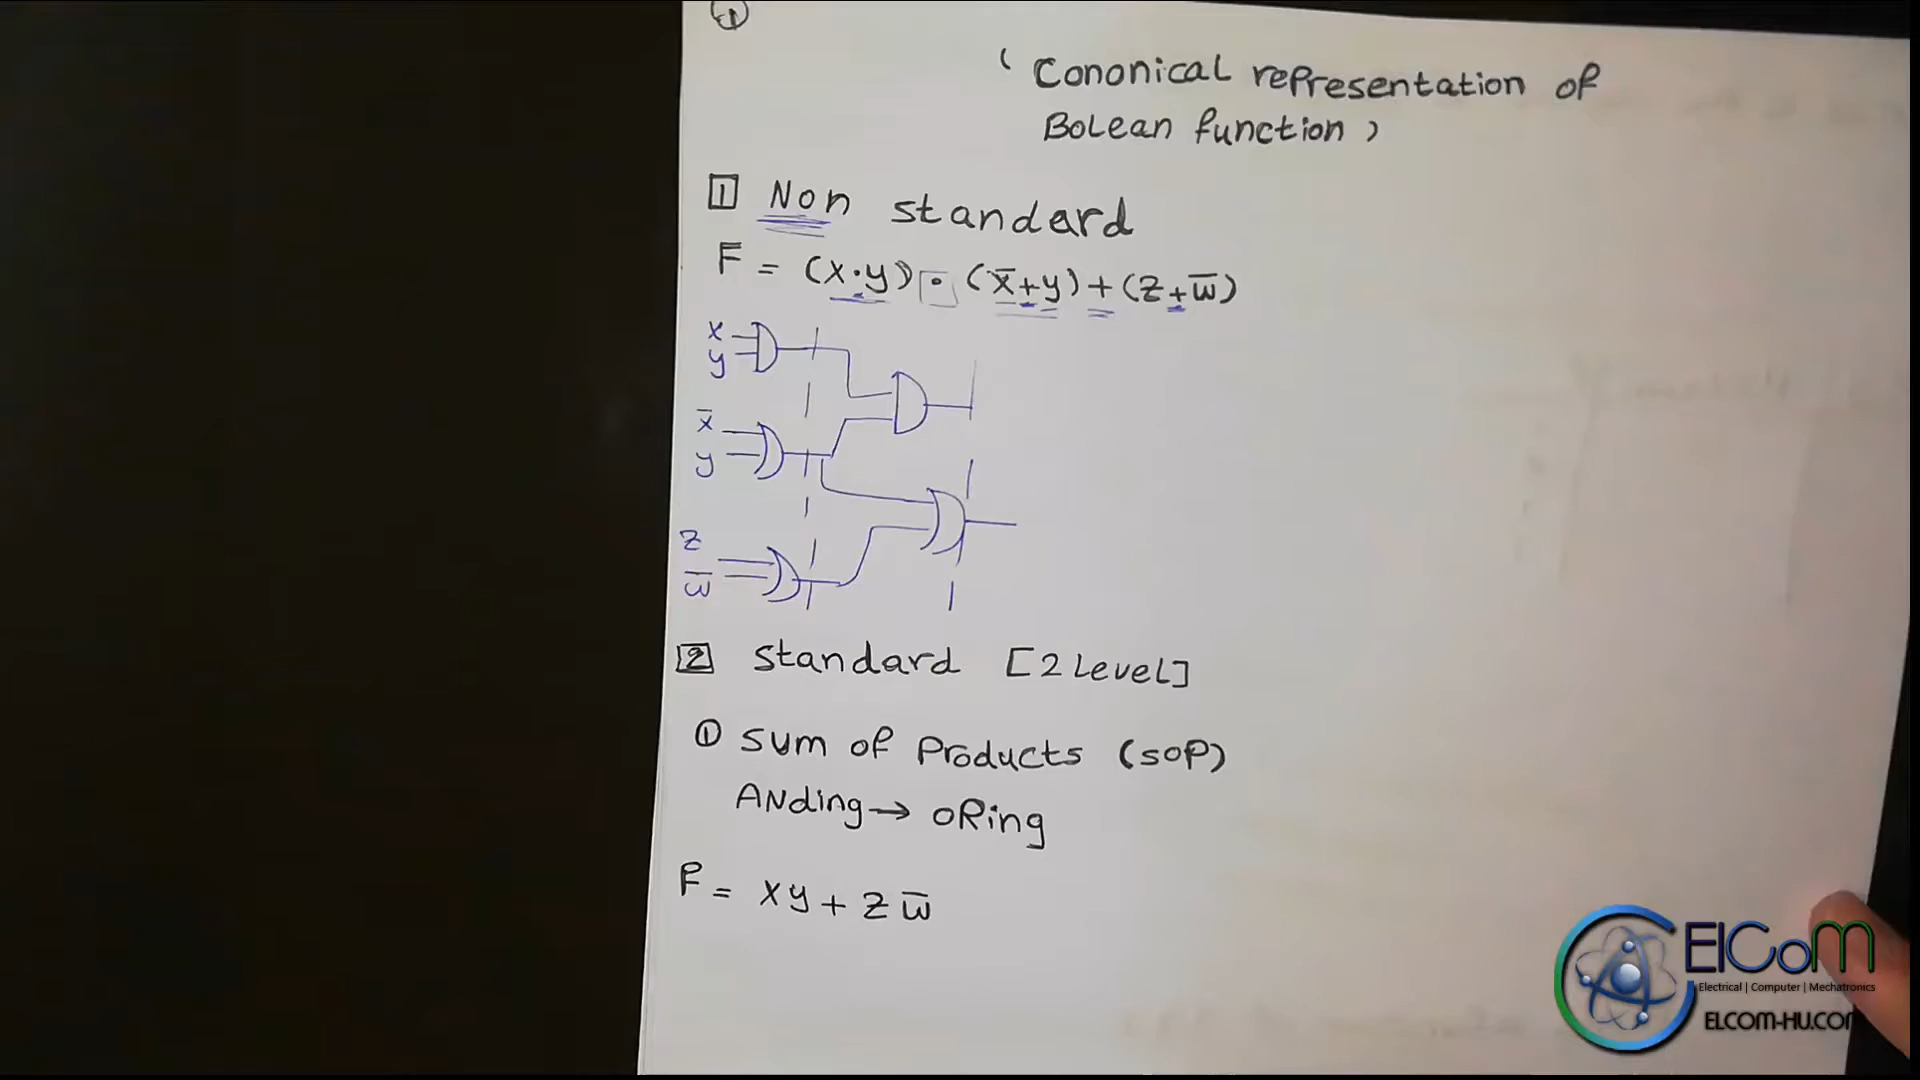 ①
( Cononical representation of
Bolean function )
1 Non standard
F = (x·y) · (x̅+y) + (z+w̅)
x
y
x̅
y
z
w̅
2 standard [2 Level]
① sum of Products (SOP)
ANding → ORing
F = xy + z w̅
ElCoM
Electrical | Computer | Mechatronics
ELCOM-HU.COM